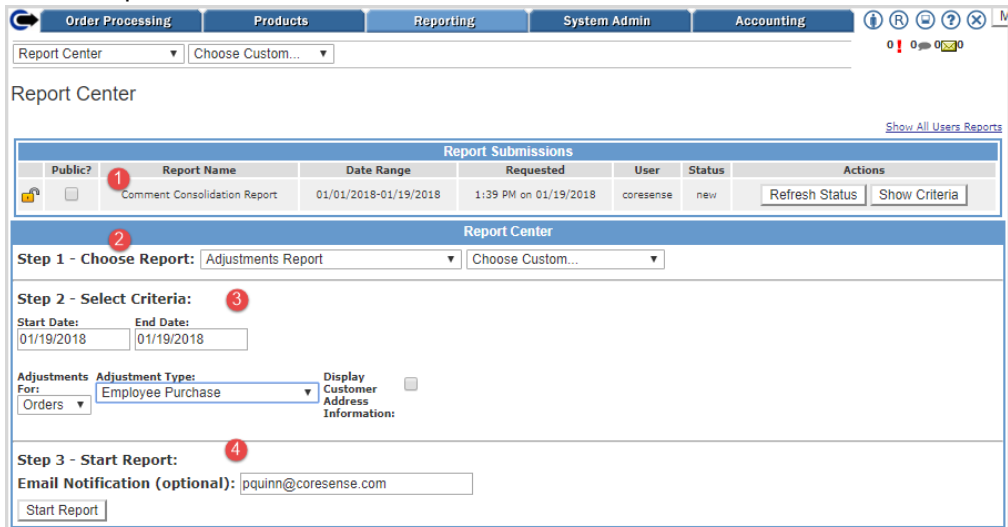 Order Processing Products Reporting System Admin Accounting
Report Center Choose Custom... 0! 0 0 0
Report Center
Show All Users Reports
Report Submissions
Public? Report Name Date Range Requested User Status Actions
1
Comment Consolidation Report 01/01/2018-01/19/2018 1:39 PM on 01/19/2018 coresense new Refresh Status Show Criteria
Report Center
2
Step 1 - Choose Report: Adjustments Report Choose Custom...
Step 2 - Select Criteria: 3
Start Date: End Date:
01/19/2018 01/19/2018
Adjustments For: Adjustment Type: Display Customer Address Information:
Orders Employee Purchase
4
Step 3 - Start Report:
Email Notification (optional): pquinn@coresense.com
Start Report